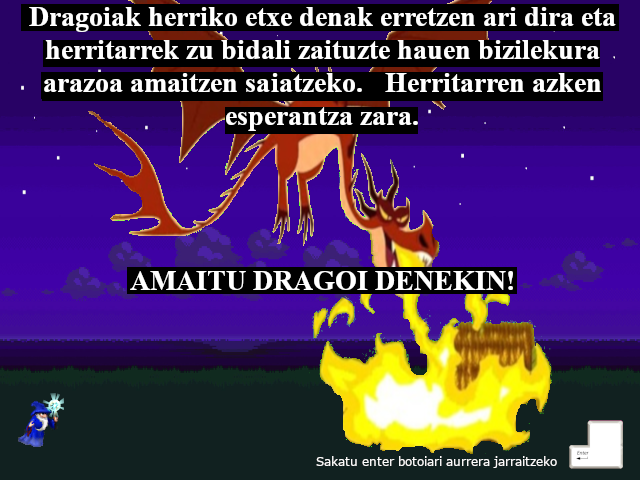 Dragoiak herriko etxe denak erretzen ari dira eta
herritarrek zu bidali zaituzte hauen bizilekura
arazoa amaitzen saiatzeko. Herritarren azken
esperantza zara.
AMAITU DRAGOI DENEKIN!
Enter
Sakatu enter botoiari aurrera jarraitzeko